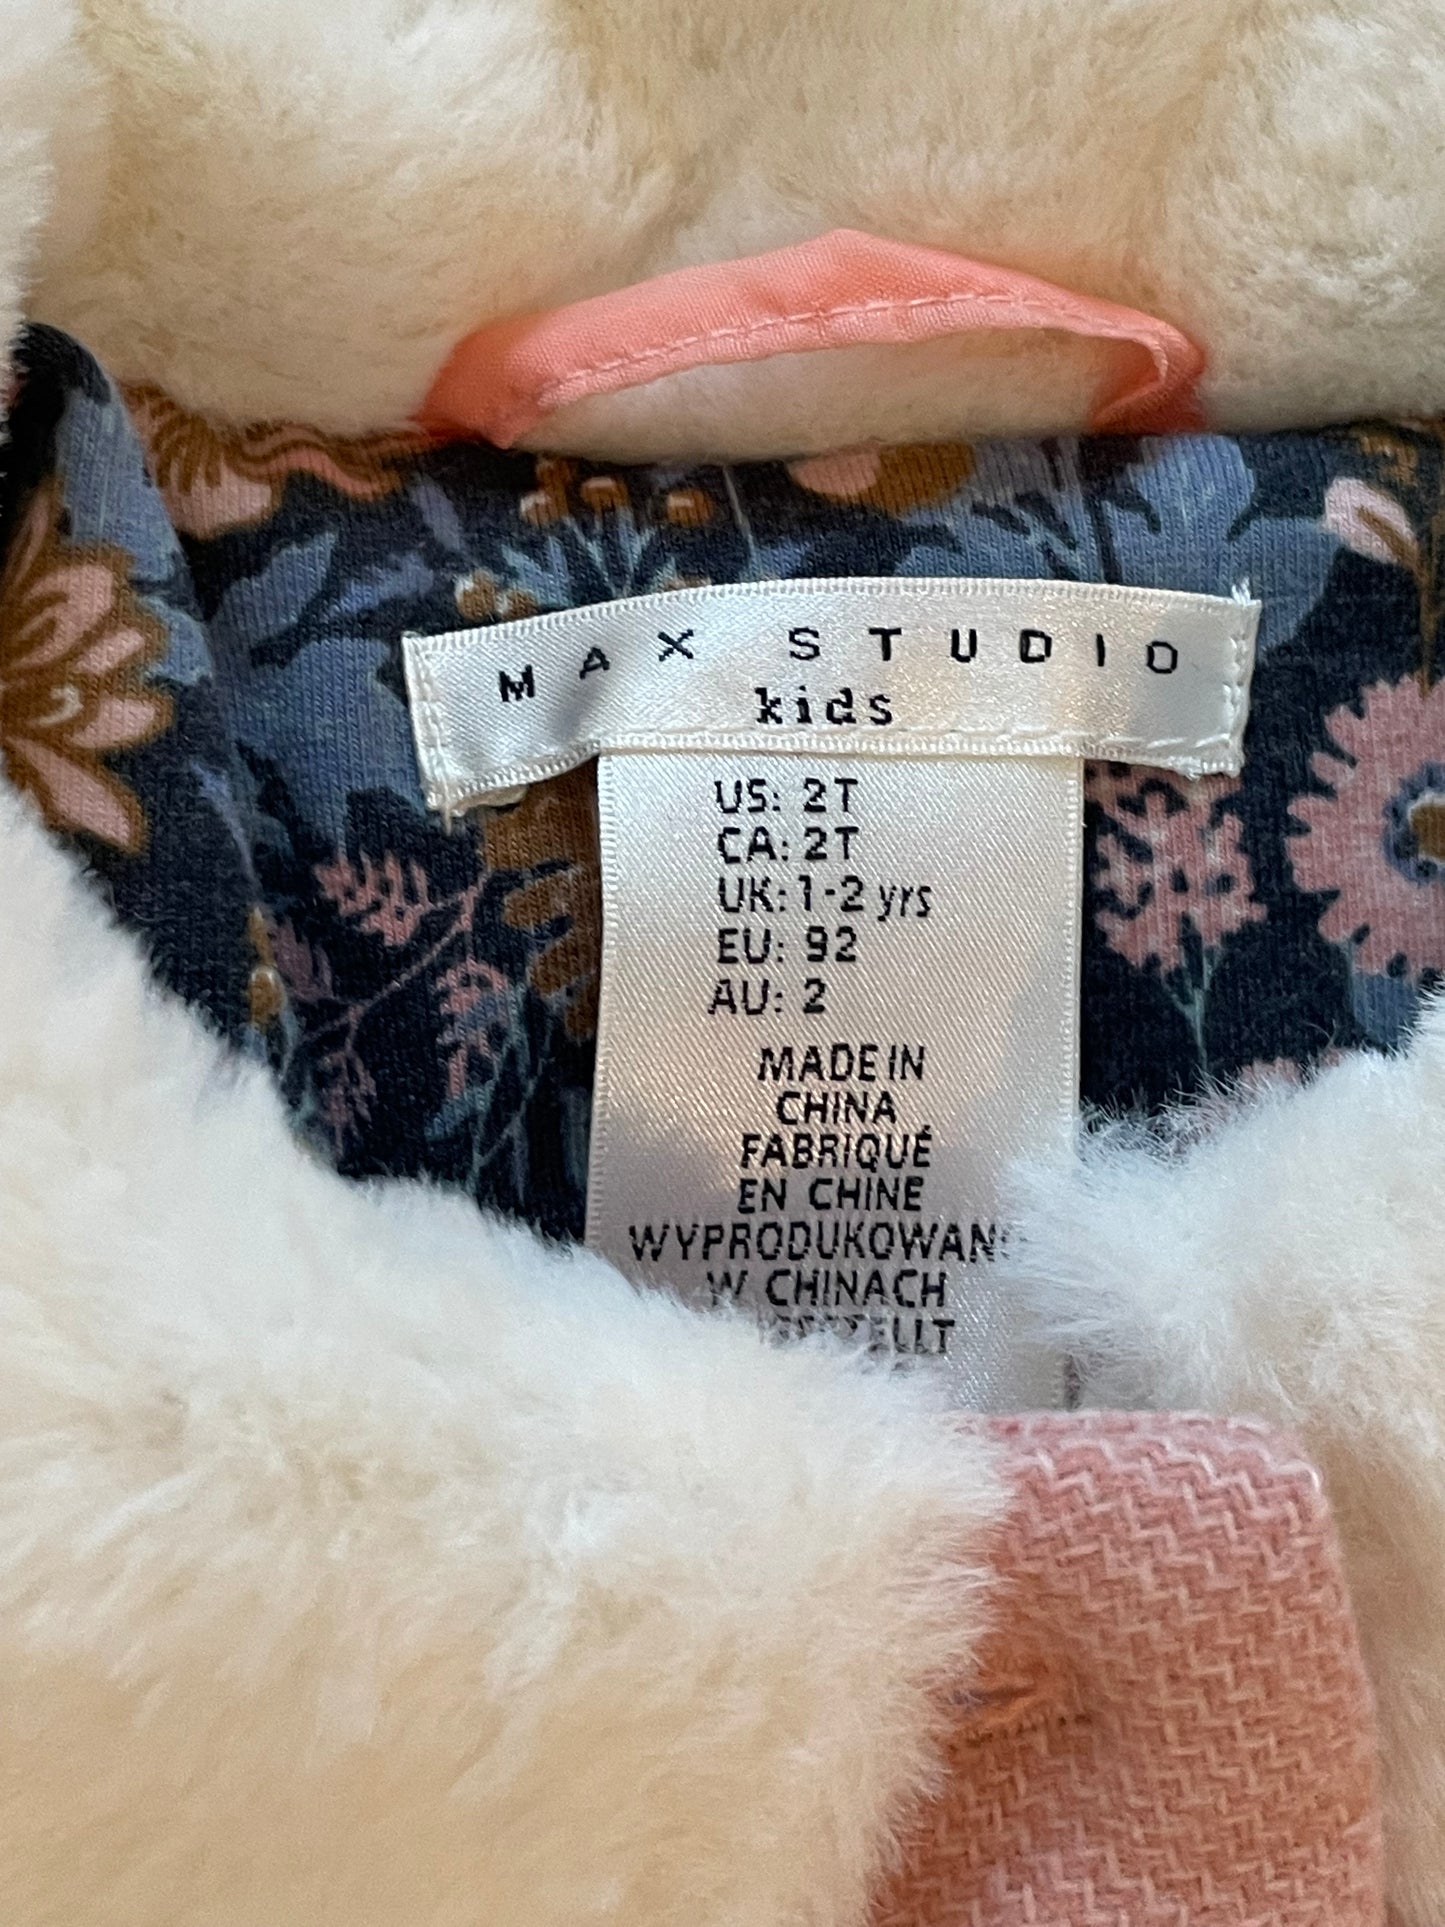 MAX STUDIO
kids
US: 2T
CA: 2T
UK: 1-2 yrs
EU: 92
AU: 2
MADE IN
CHINA
FABRIQUÉ
EN CHINE
W CHINACH